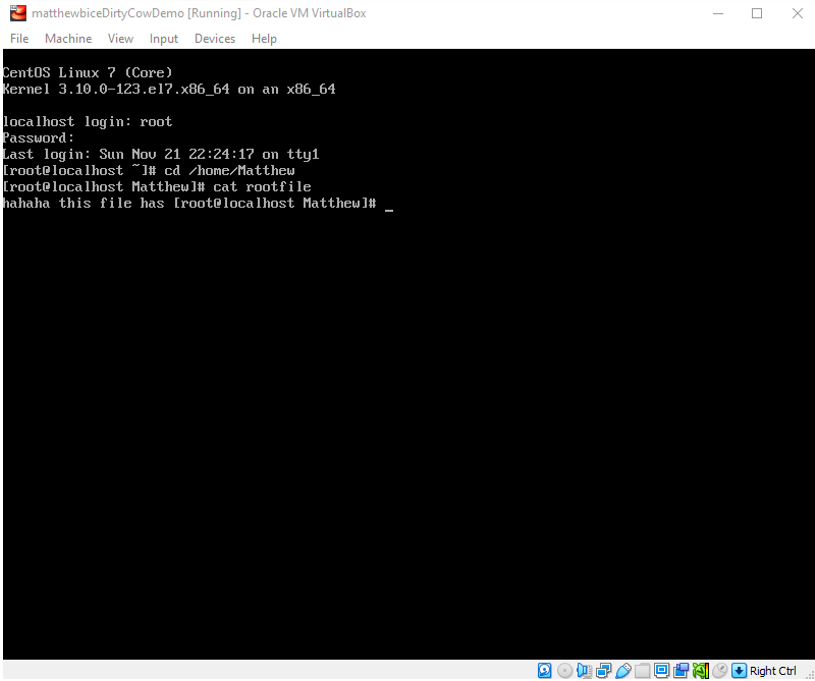 matthewbiceDirtyCowDemo [Running] - Oracle VM VirtualBox
File Machine View Input Devices Help
CentOS Linux 7 (Core)
Kernel 3.10.0-123.el7.x86_64 on an x86_64
localhost login: root
Password:
Last login: Sun Nov 21 22:24:17 on tty1
[root@localhost ~]# cd /home/Matthew
[root@localhost Matthew]# cat rootfile
hahaha this file has [root@localhost Matthew]# _
Right Ctrl